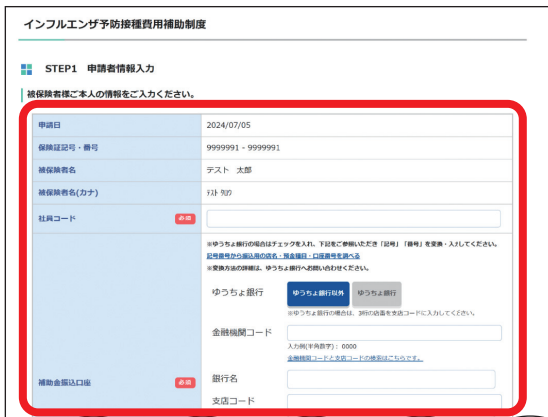 インフルエンザ予防接種費用補助制度
STEP1 申請者情報入力
被保険者様ご本人の情報をご入力ください。
申請日 2024/07/05
保険証記号・番号 9999991 - 9999991
被保険者名 テスト 太郎
被保険者名(カナ) ﾃｽﾄ ﾀﾛｳ
社員コード 必須
※ゆうちょ銀行の場合はチェックを入れ、下記をご参照いただき「記号」「番号」を変換・入力してください。
記号番号から振込用の店名・預金種目・口座番号を調べる
※変換方法の詳細は、ゆうちょ銀行へお問い合わせください。
ゆうちょ銀行 ゆうちょ銀行以外 ゆうちょ銀行
※ゆうちょ銀行の場合は、3桁の店番を支店コードに入力してください。
金融機関コード
入力例(半角数字)：0000
金融機関コードと支店コードの検索はこちらです。
補助金振込口座 必須 銀行名
支店コード